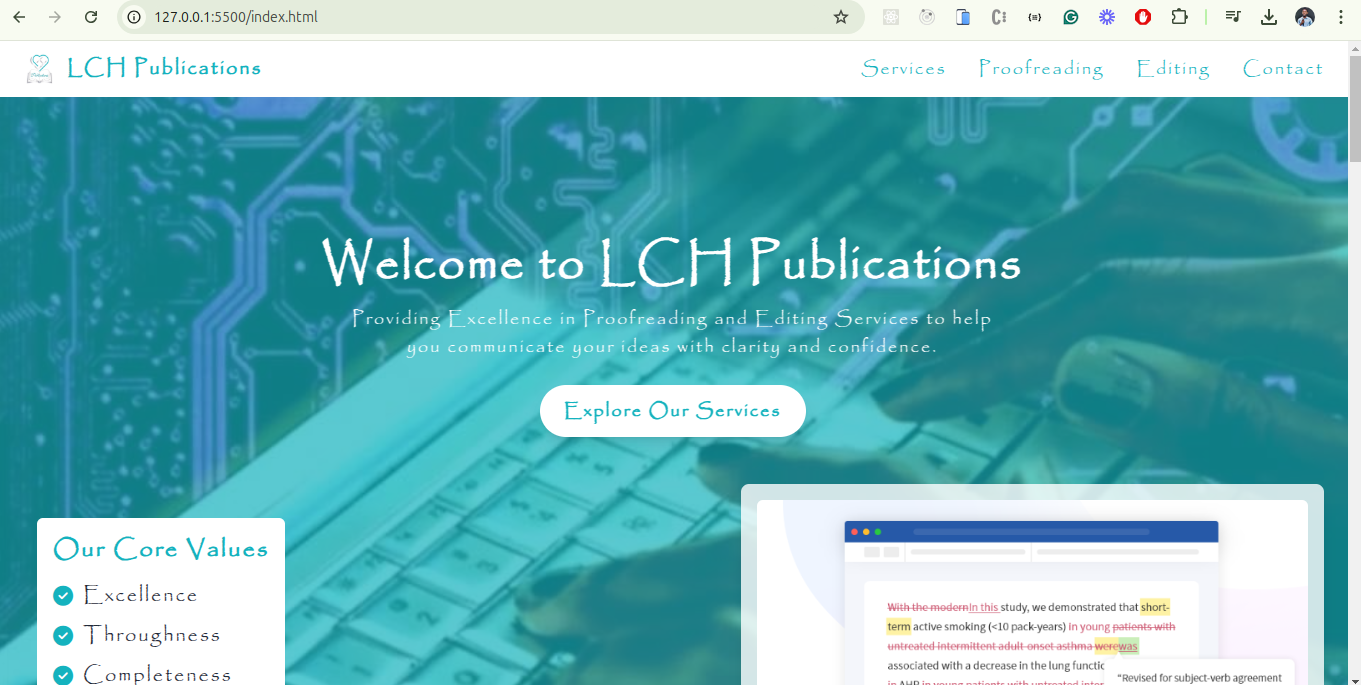 127.0.0.1:5500/index.html
LCH Publications
Services Proofreading Editing Contact
Welcome to LCH Publications
Providing Excellence in Proofreading and Editing Services to help
you communicate your ideas with clarity and confidence.
Explore Our Services
Our Core Values
Excellence
Throughness
Completeness
With the modernIn this study, we demonstrated that short-
term active smoking (<10 pack-years) in young patients with
untreated intermittent adult-onset asthma werewas
associated with a decrease in the lung functic
in AHR in young patients with untreated inter
"Revised for subject-verb agreement